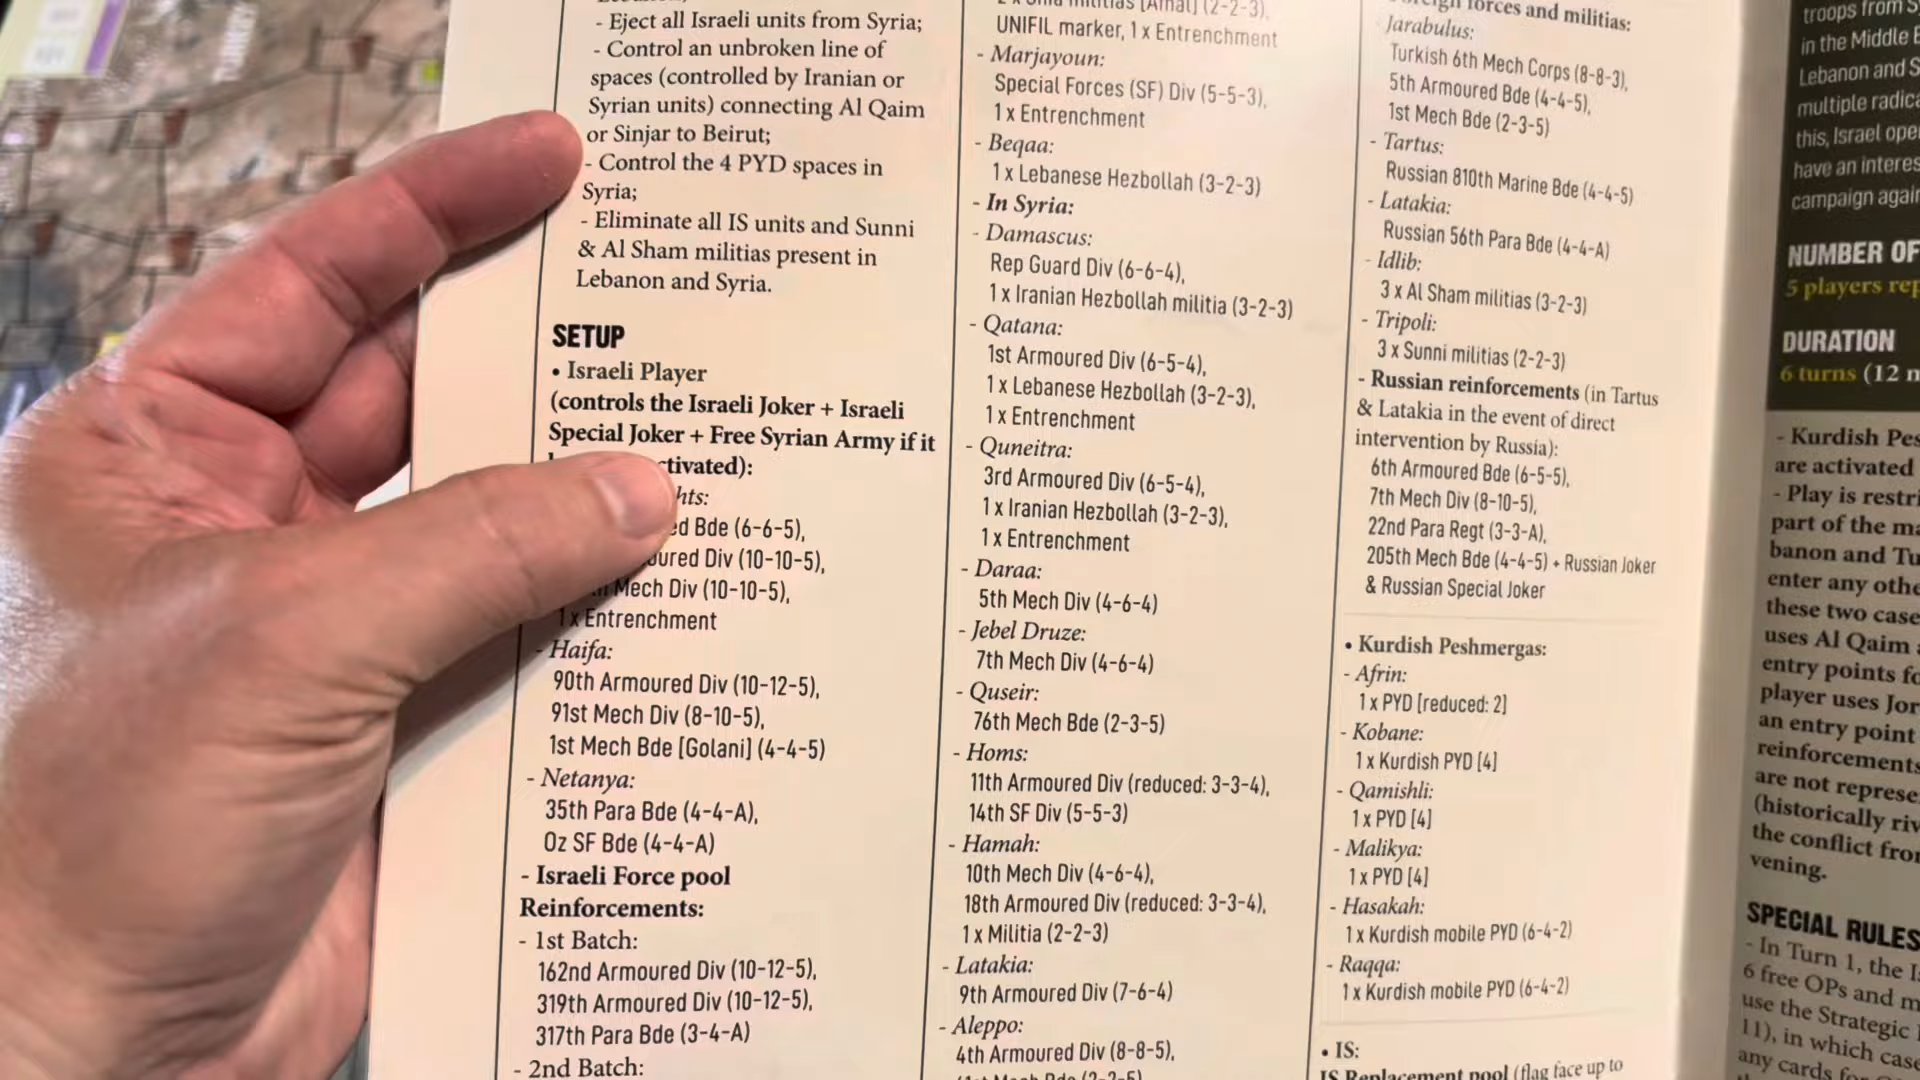 - Eject all Israeli units from Syria;
- Control an unbroken line of
spaces (controlled by Iranian or
Syrian units) connecting Al Qaim
or Sinjar to Beirut;
- Control the 4 PYD spaces in
Syria;
- Eliminate all IS units and Sunni
& Al Sham militias present in
Lebanon and Syria.
SETUP
• Israeli Player
(controls the Israeli Joker + Israeli
Special Joker + Free Syrian Army if it
Bde (6-6-5),
Div (10-10-5),
Mech Div (10-10-5),
1 x Entrenchment
- Haifa:
90th Armoured Div (10-12-5),
91st Mech Div (8-10-5),
1st Mech Bde [Golani] (4-4-5)
- Netanya:
35th Para Bde (4-4-A),
Oz SF Bde (4-4-A)
- Israeli Force pool
Reinforcements:
- 1st Batch:
162nd Armoured Div (10-12-5),
319th Armoured Div (10-12-5),
317th Para Bde (3-4-A)
- 2nd Batch:
militias [Amal] (2-2-3),
UNIFIL marker, 1 x Entrenchment
- Marjayoun:
Special Forces (SF) Div (5-5-3),
1 x Entrenchment
- Beqaa:
1 x Lebanese Hezbollah (3-2-3)
- In Syria:
- Damascus:
Rep Guard Div (6-6-4),
1 x Iranian Hezbollah militia (3-2-3)
- Qatana:
1st Armoured Div (6-5-4),
1 x Lebanese Hezbollah (3-2-3),
1 x Entrenchment
- Quneitra:
3rd Armoured Div (6-5-4),
1 x Iranian Hezbollah (3-2-3),
1 x Entrenchment
- Daraa:
5th Mech Div (4-6-4)
- Jebel Druze:
7th Mech Div (4-6-4)
- Quseir:
76th Mech Bde (2-3-5)
- Homs:
11th Armoured Div (reduced: 3-3-4),
14th SF Div (5-5-3)
- Hamah:
10th Mech Div (4-6-4),
18th Armoured Div (reduced: 3-3-4),
1 x Militia (2-2-3)
- Latakia:
9th Armoured Div (7-6-4)
- Aleppo:
4th Armoured Div (8-8-5),
forces and militias:
Jarabulus:
Turkish 6th Mech Corps (8-8-3),
5th Armoured Bde (4-4-5),
1st Mech Bde (2-3-5)
- Tartus:
Russian 810th Marine Bde (4-4-5)
- Latakia:
Russian 56th Para Bde (4-4-A)
- Idlib:
3 x Al Sham militias (3-2-3)
- Tripoli:
3 x Sunni militias (2-2-3)
- Russian reinforcements (in Tartus
& Latakia in the event of direct
intervention by Russia):
6th Armoured Bde (6-5-5),
7th Mech Div (8-10-5),
22nd Para Regt (3-3-A),
205th Mech Bde (4-4-5) + Russian Joker
& Russian Special Joker
• Kurdish Peshmergas:
- Afrin:
1 x PYD [reduced: 2]
- Kobane:
1 x Kurdish PYD [4]
- Qamishli:
1 x PYD [4]
- Malikya:
1 x PYD [4]
- Hasakah:
1 x Kurdish mobile PYD (6-4-2)
- Raqqa:
1 x Kurdish mobile PYD (6-4-2)
• IS:
IS Replacement pool (flag face up to
troops from
in the Middle
Lebanon and
multiple
this, Israel
have an
campaign
NUMBER OF
5 players
DURATION
6 turns (12
- Kurdish
are activated
- Play is
part of the
and Tu
enter any
these two
uses Al Qaim
entry points
player uses
an entry point
reinforcements
are not
(historically
the conflict
vening.
SPECIAL RULES
- In Turn 1, the
6 free OPs and
use the Strategic
11), in which case
any cards